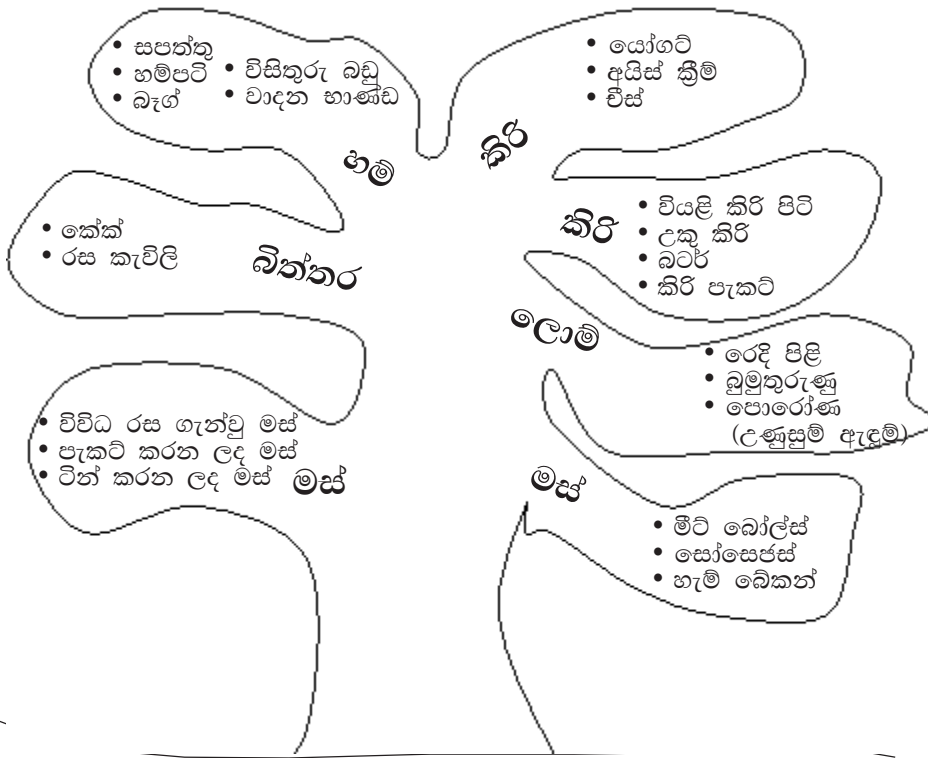 • සපත්තු
• හම්පටි
• බෑග්
• විසිතුරු බඩු
• වාදන භාණ්ඩ
හම්
• යෝගට්
• අයිස් ක්‍රීම්
• චීස්
කිරි
• කේක්
• රස කැවිලි
බිත්තර
කිරි
• වියළි කිරි පිටි
• උකු කිරි
• බටර්
• කිරි පැකට්
ලොම්
• රෙදි පිළි
• බුමුතුරුණු
• පොරෝණ
(උණුසුම් ඇඳුම්)
• විවිධ රස ගැන්වු මස්
• පැකට් කරන ලද මස්
• ටින් කරන ලද මස්
මස්
මස්
• මීට් බෝල්ස්
• සෝසෙජස්
• හැම් බේකන්